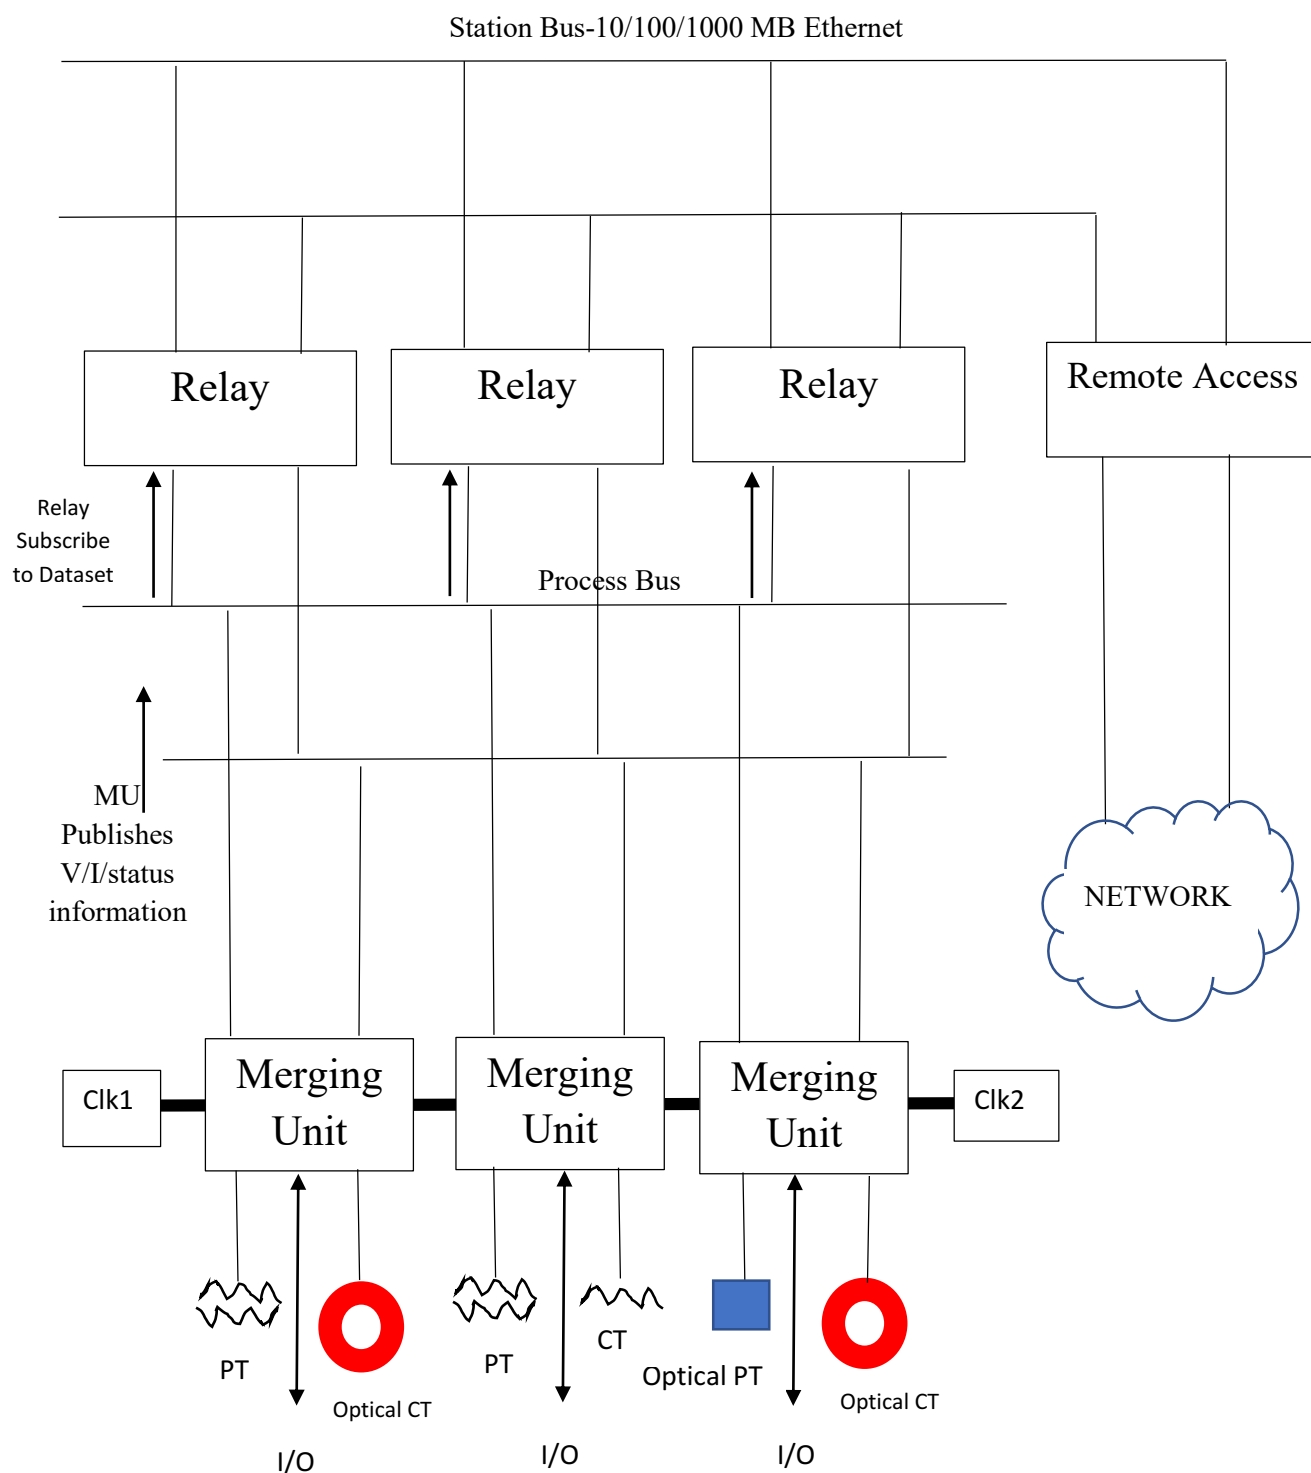 Station Bus-10/100/1000 MB Ethernet
Relay
Relay
Relay
Remote Access
Relay
Subscribe
to Dataset
Process Bus
MU
Publishes
V/I/status
information
NETWORK
Clk1
Merging
Unit
Merging
Unit
Merging
Unit
Clk2
PT
Optical CT
PT
CT
Optical PT
Optical CT
I/O
I/O
I/O